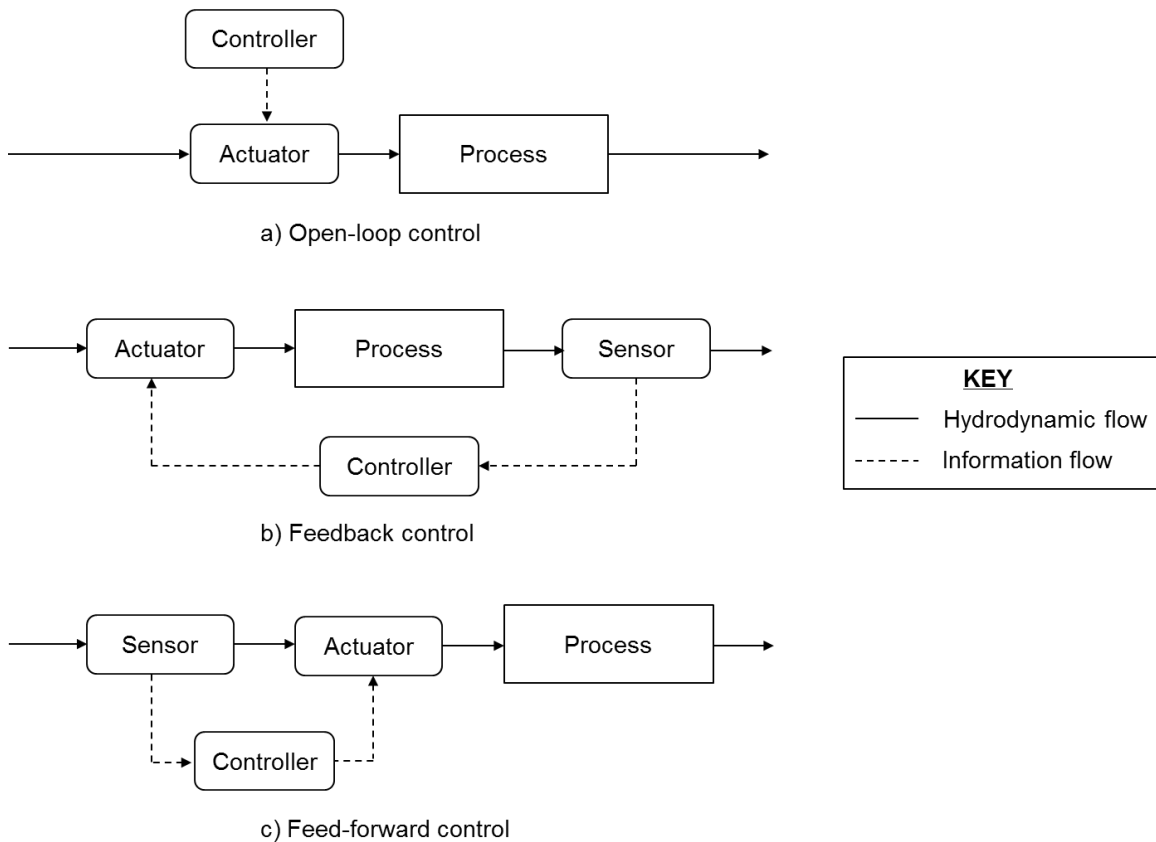 Controller
Actuator
Process
a) Open-loop control
Actuator
Process
Sensor
Controller
b) Feedback control
KEY
Hydrodynamic flow
Information flow
Sensor
Actuator
Process
Controller
c) Feed-forward control